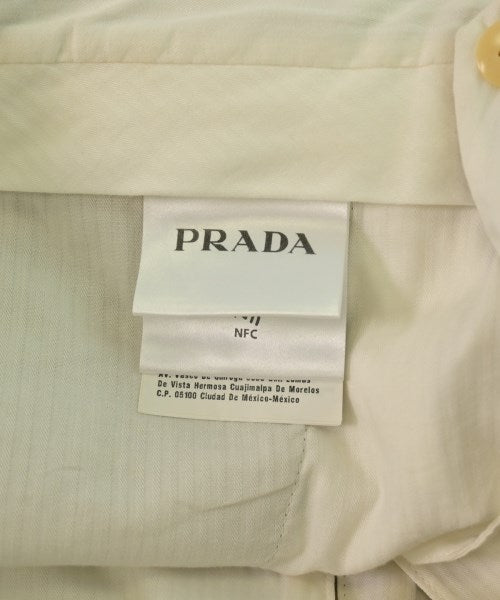 PRADA
NFC
De Vista Hermosa Cuajimalpa De Morelos
C.P. 05100 Ciudad De México-México